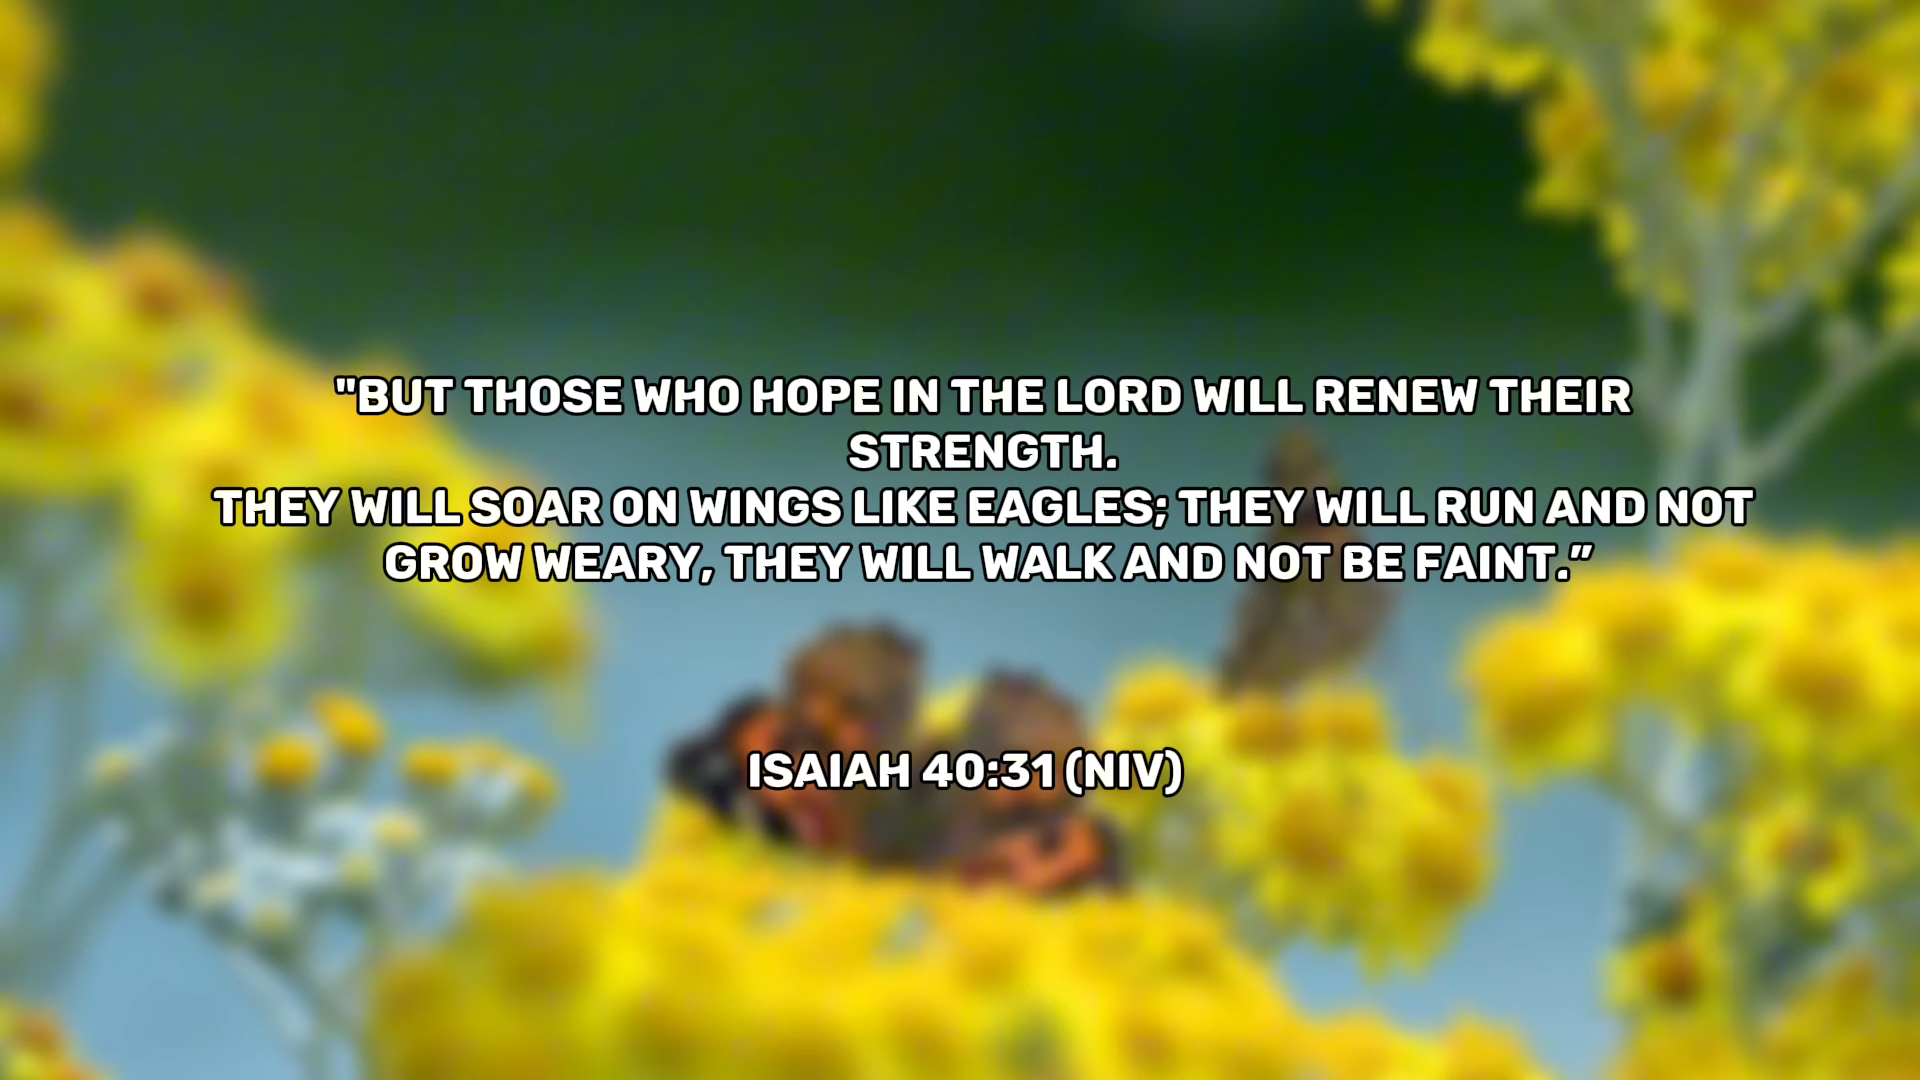 "BUT THOSE WHO HOPE IN THE LORD WILL RENEW THEIR
STRENGTH.
THEY WILL SOAR ON WINGS LIKE EAGLES; THEY WILL RUN AND NOT
GROW WEARY, THEY WILL WALK AND NOT BE FAINT.”
ISAIAH 40:31 (NIV)